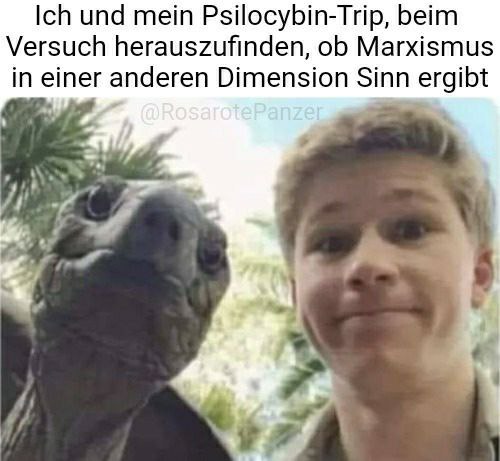 Ich und mein Psilocybin-Trip, beim
Versuch herauszufinden, ob Marxismus
in einer anderen Dimension Sinn ergibt
@RosarotePanzer